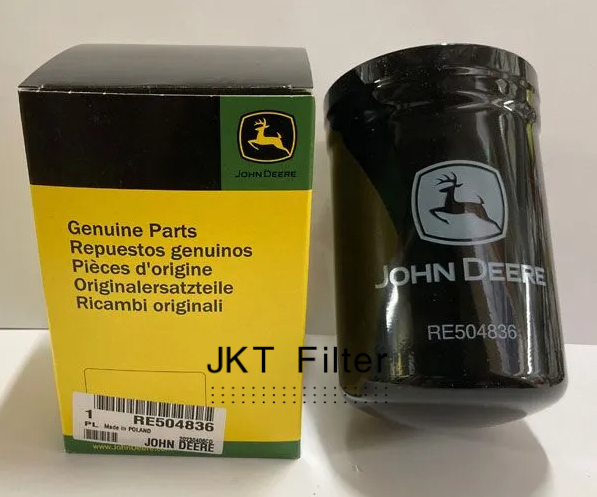 JOHN DEERE
Genuine Parts
Repuestos genuinos
Pièces d'origine
Originalersatzteile
Ricambi originali
1 RE504836
PL Made in POLAND
JOHN DEERE
JOHN DEERE
RE504836
JKT Filter